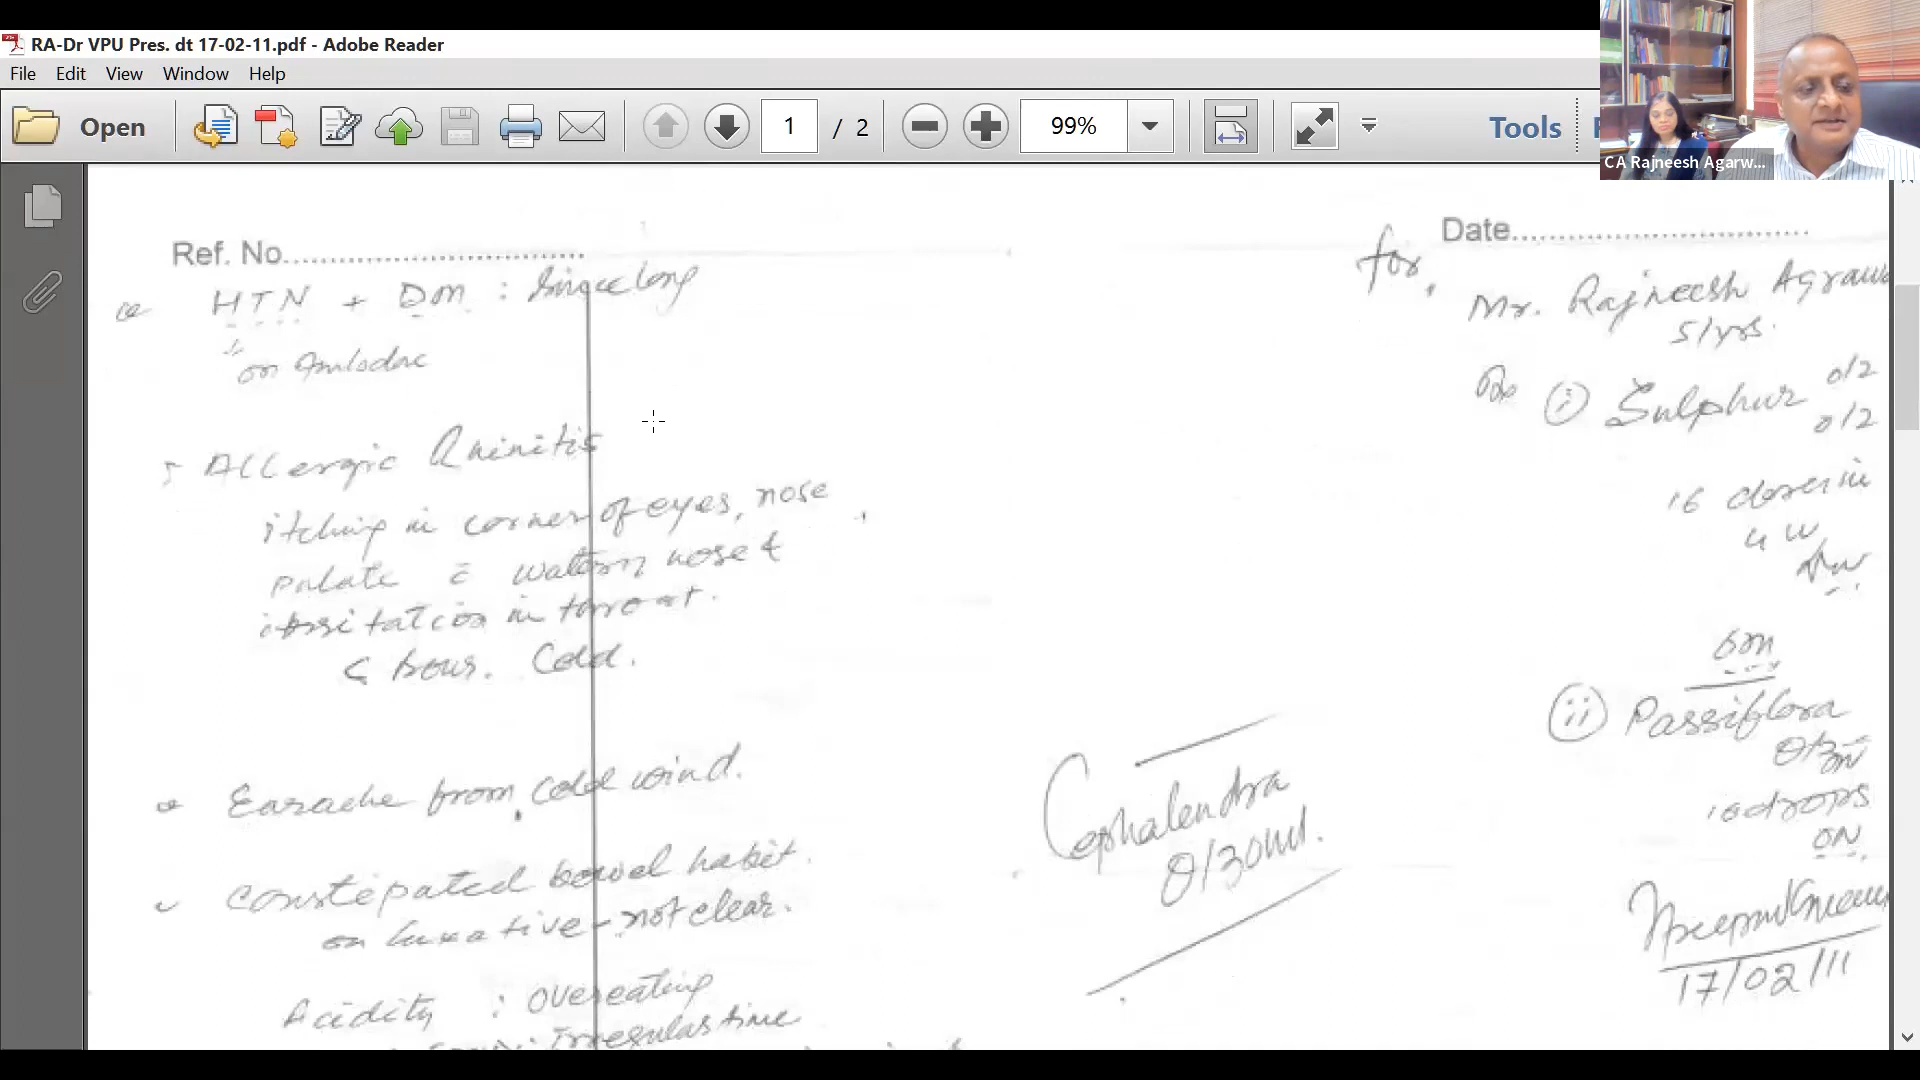 RA-Dr VPU Pres. dt 17-02-11.pdf - Adobe Reader
File Edit View Window Help
Open 1 / 2 99% Tools
CA Rajneesh Agarw...
Ref. No.
Date
HTN + Dm : Since long
on Amlodac
Allergic Rhinitis
itching in corner of eyes, nose
palate c̄ watery nose &
irritation in throat.
< sour. Cold.
Earache from cold wind.
Constipated bowel habit.
on laxative - not clear.
Acidity : overeating
: irregular time
Cephalendra
θ/30ml.
for,
Mr. Rajneesh Agraw
51yrs.
Rx (i) Sulphur 0/2
0/2
16 doses in
4 W
(ii) Passiflora
10 drops
ON
17/02/11